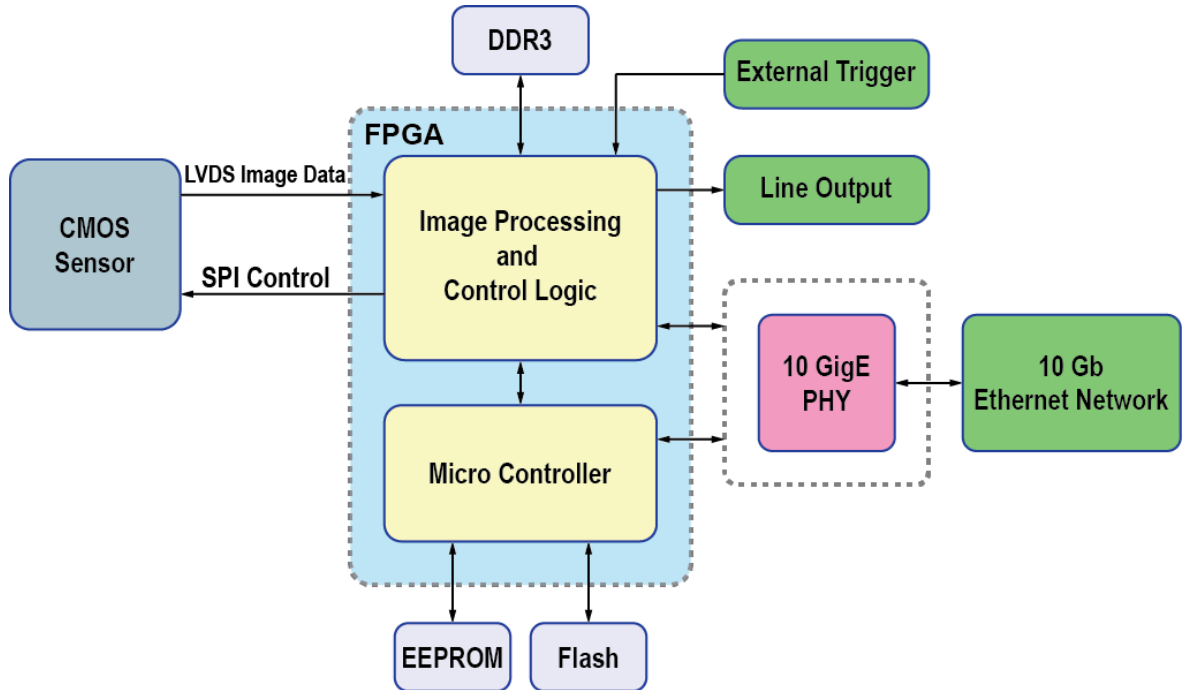 DDR3
External Trigger
FPGA
LVDS Image Data
Line Output
CMOS
Sensor
Image Processing
and
Control Logic
SPI Control
10 GigE
PHY
10 Gb
Ethernet Network
Micro Controller
EEPROM
Flash